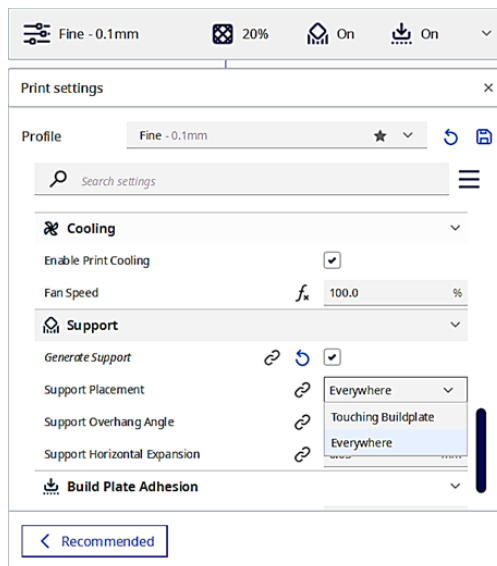 Fine - 0.1mm 20% On On
Print settings
Profile Fine - 0.1mm
Search settings
Cooling
Enable Print Cooling
Fan Speed 100.0 %
Support
Generate Support
Support Placement Everywhere
Touching Buildplate
Support Overhang Angle
Everywhere
Support Horizontal Expansion
Build Plate Adhesion
Recommended